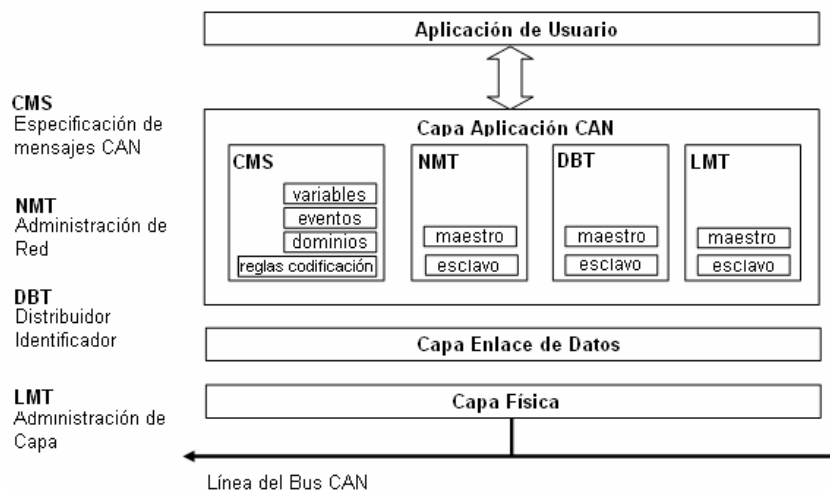 Aplicación de Usuario
CMS
Especificación de
mensajes CAN
NMT
Administración de
Red
DBT
Distribuidor
Identificador
LMT
Administración de
Capa
Capa Aplicación CAN
CMS
variables
eventos
dominios
reglas codificación
NMT
maestro
esclavo
DBT
maestro
esclavo
LMT
maestro
esclavo
Capa Enlace de Datos
Capa Física
Línea del Bus CAN